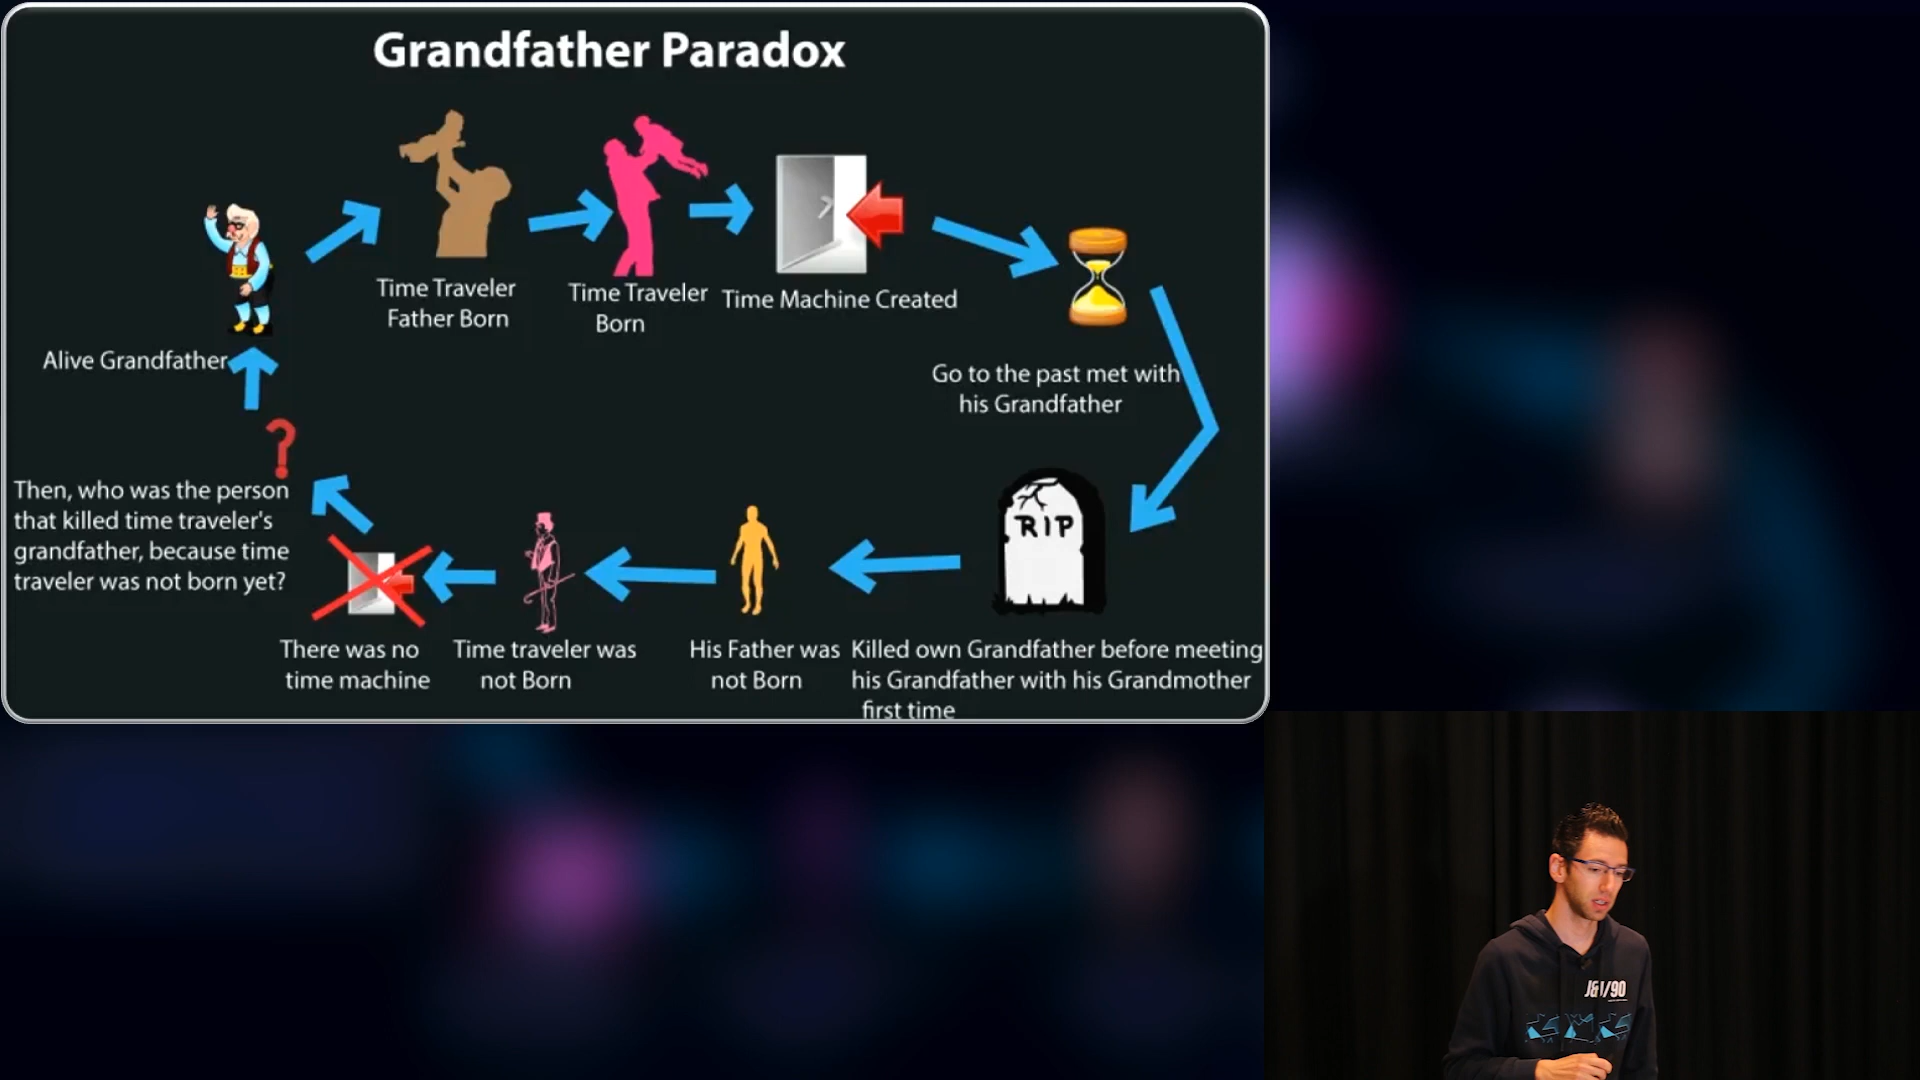 Grandfather Paradox
Time Traveler
Father Born
Time Traveler
Born
Time Machine Created
Alive Grandfather
Go to the past met with
his Grandfather
?
Then, who was the person
that killed time traveler's
grandfather, because time
traveler was not born yet?
RIP
There was no
time machine
Time traveler was
not Born
His Father was
not Born
Killed own Grandfather before meeting
his Grandfather with his Grandmother
first time